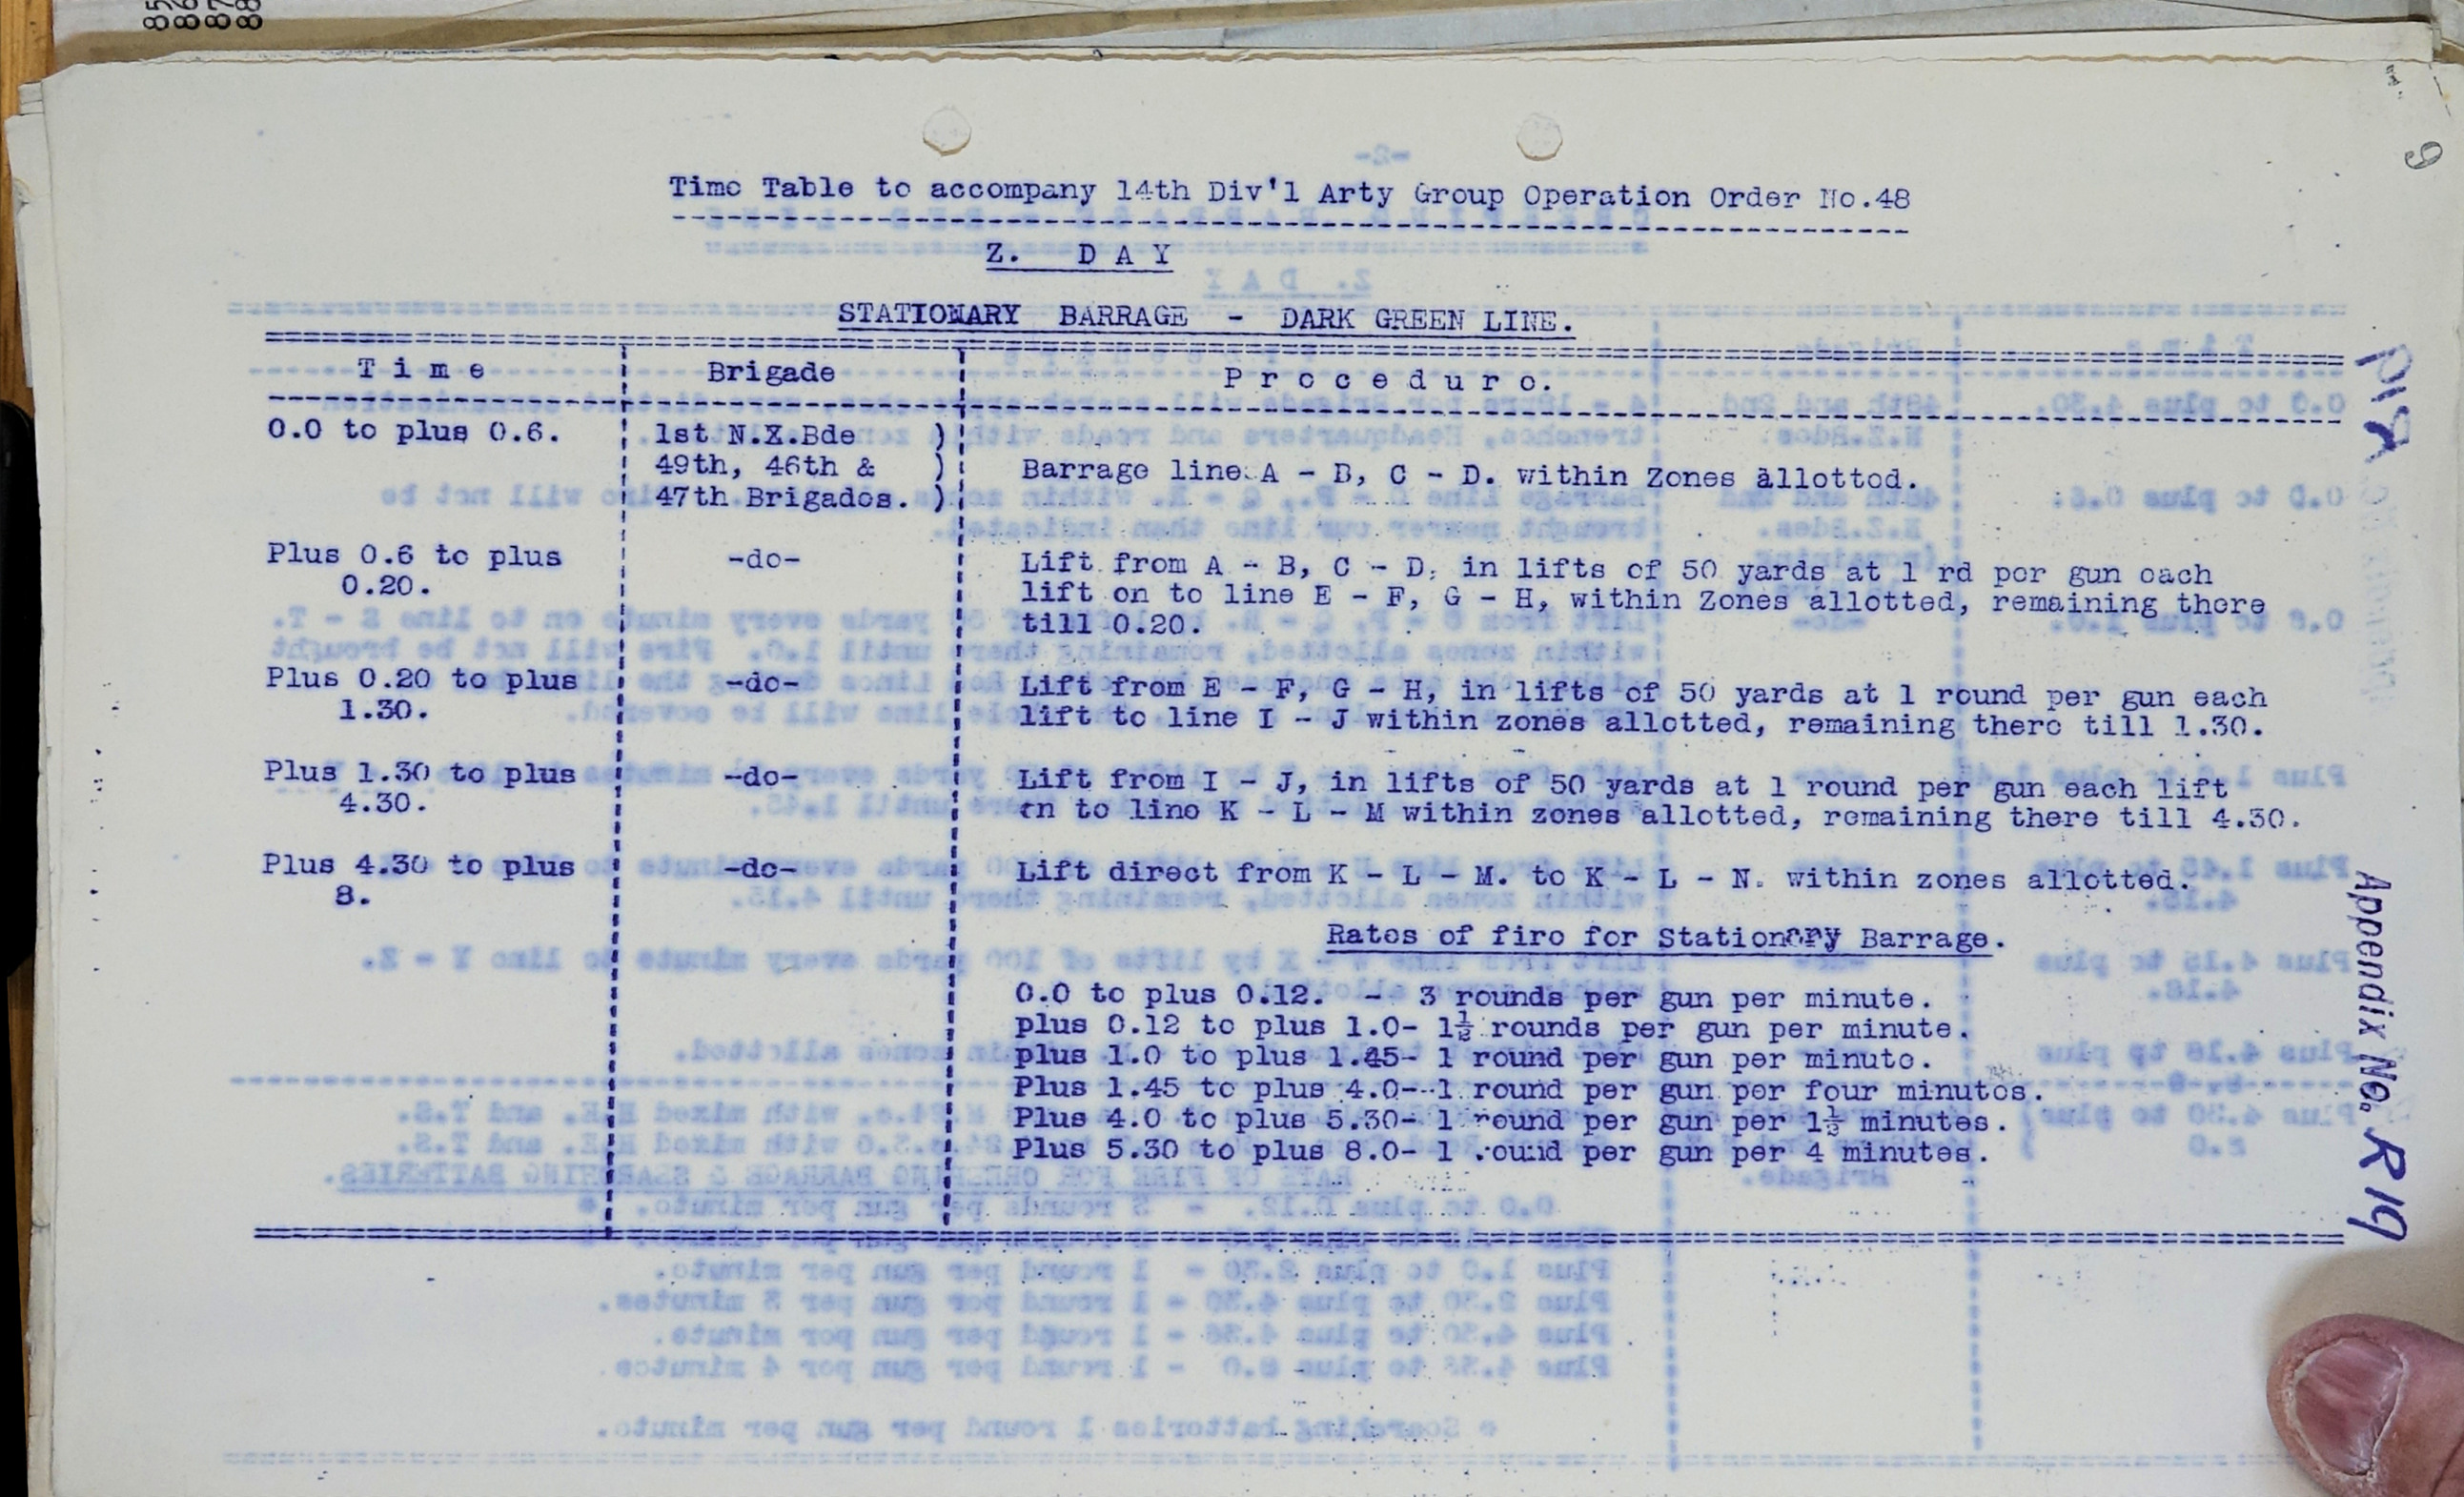 Time Table to accompany 14th Div'l Arty Group Operation Order No.48
Z. DAY
STATIONARY BARRAGE - DARK GREEN LINE.
Time Brigade Procedure.
0.0 to plus 0.6. 1st N.Z.Bde )
49th, 46th & ) Barrage line A - B, C - D. within Zones allotted.
47th Brigades. )
Plus 0.6 to plus -do- Lift from A - B, C - D, in lifts of 50 yards at 1 rd per gun each
0.20. lift on to line E - F, G - H, within Zones allotted, remaining there
till 0.20.
Plus 0.20 to plus -do- Lift from E - F, G - H, in lifts of 50 yards at 1 round per gun each
1.30. lift to line I - J within zones allotted, remaining there till 1.30.
Plus 1.30 to plus -do- Lift from I - J, in lifts of 50 yards at 1 round per gun each lift
4.30. on to line K - L - M within zones allotted, remaining there till 4.30.
Plus 4.30 to plus -do- Lift direct from K - L - M. to K - L - N. within zones allotted.
8.
Rates of fire for Stationary Barrage.
0.0 to plus 0.12. - 3 rounds per gun per minute.
plus 0.12 to plus 1.0- 1½ rounds per gun per minute.
plus 1.0 to plus 1.45- 1 round per gun per minute.
Plus 1.45 to plus 4.0- 1 round per gun per four minutes.
Plus 4.0 to plus 5.30- 1 round per gun per 1½ minutes.
Plus 5.30 to plus 8.0- 1 round per gun per 4 minutes.
Appendix No. R19
9